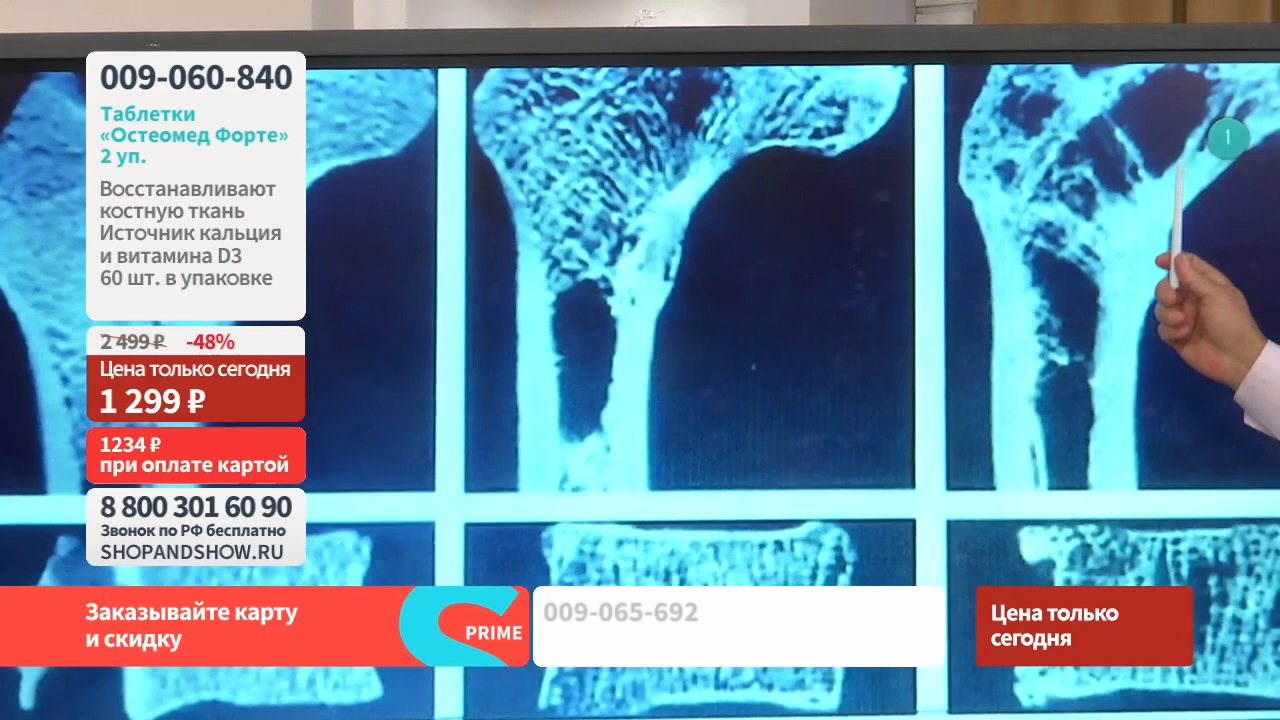 009-060-840
Таблетки
«Остеомед Форте»
2 уп.
Восстанавливают
костную ткань
Источник кальция
и витамина D3
60 шт. в упаковке
2 499 ₽ -48%
Цена только сегодня
1 299 ₽
1234 ₽
при оплате картой
8 800 301 60 90
Звонок по РФ бесплатно
SHOPANDSHOW.RU
1
Заказывайте карту
и скидку
PRIME
009-065-692
Цена только
сегодня